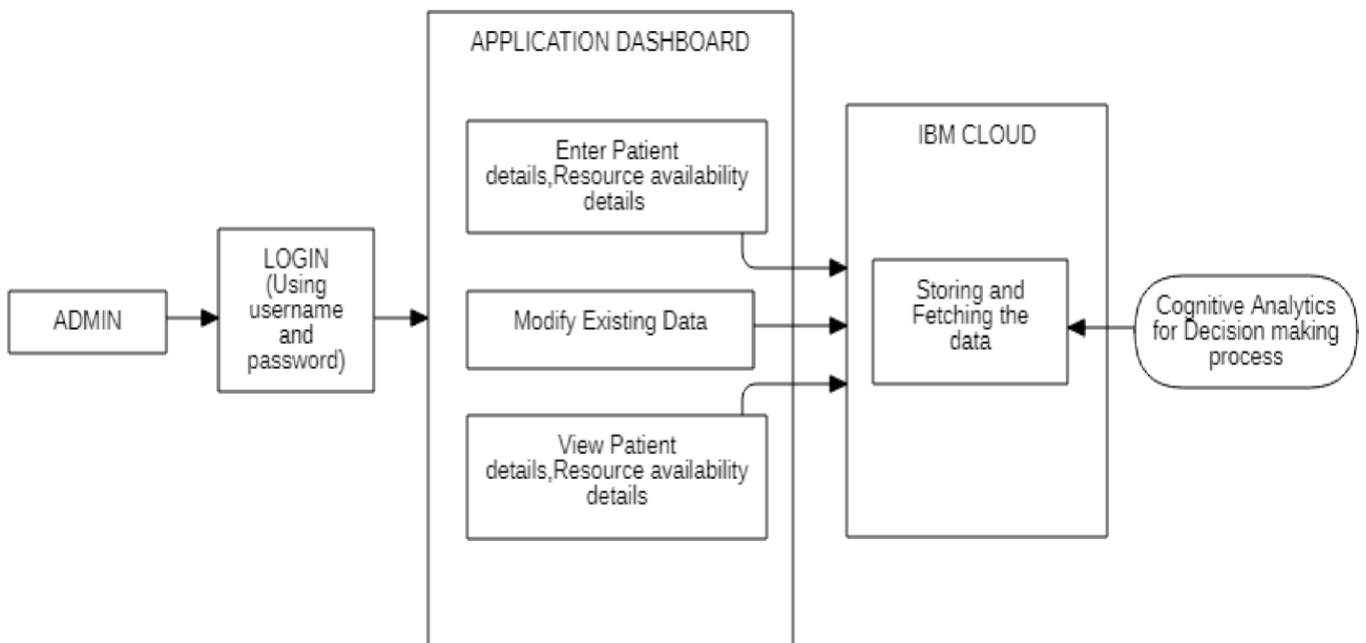 APPLICATION DASHBOARD
Enter Patient
details,Resource availability
details
IBM CLOUD
LOGIN
(Using
username
and
password)
ADMIN
Modify Existing Data
Storing and
Fetching the
data
Cognitive Analytics
for Decision making
process
View Patient
details,Resource availability
details